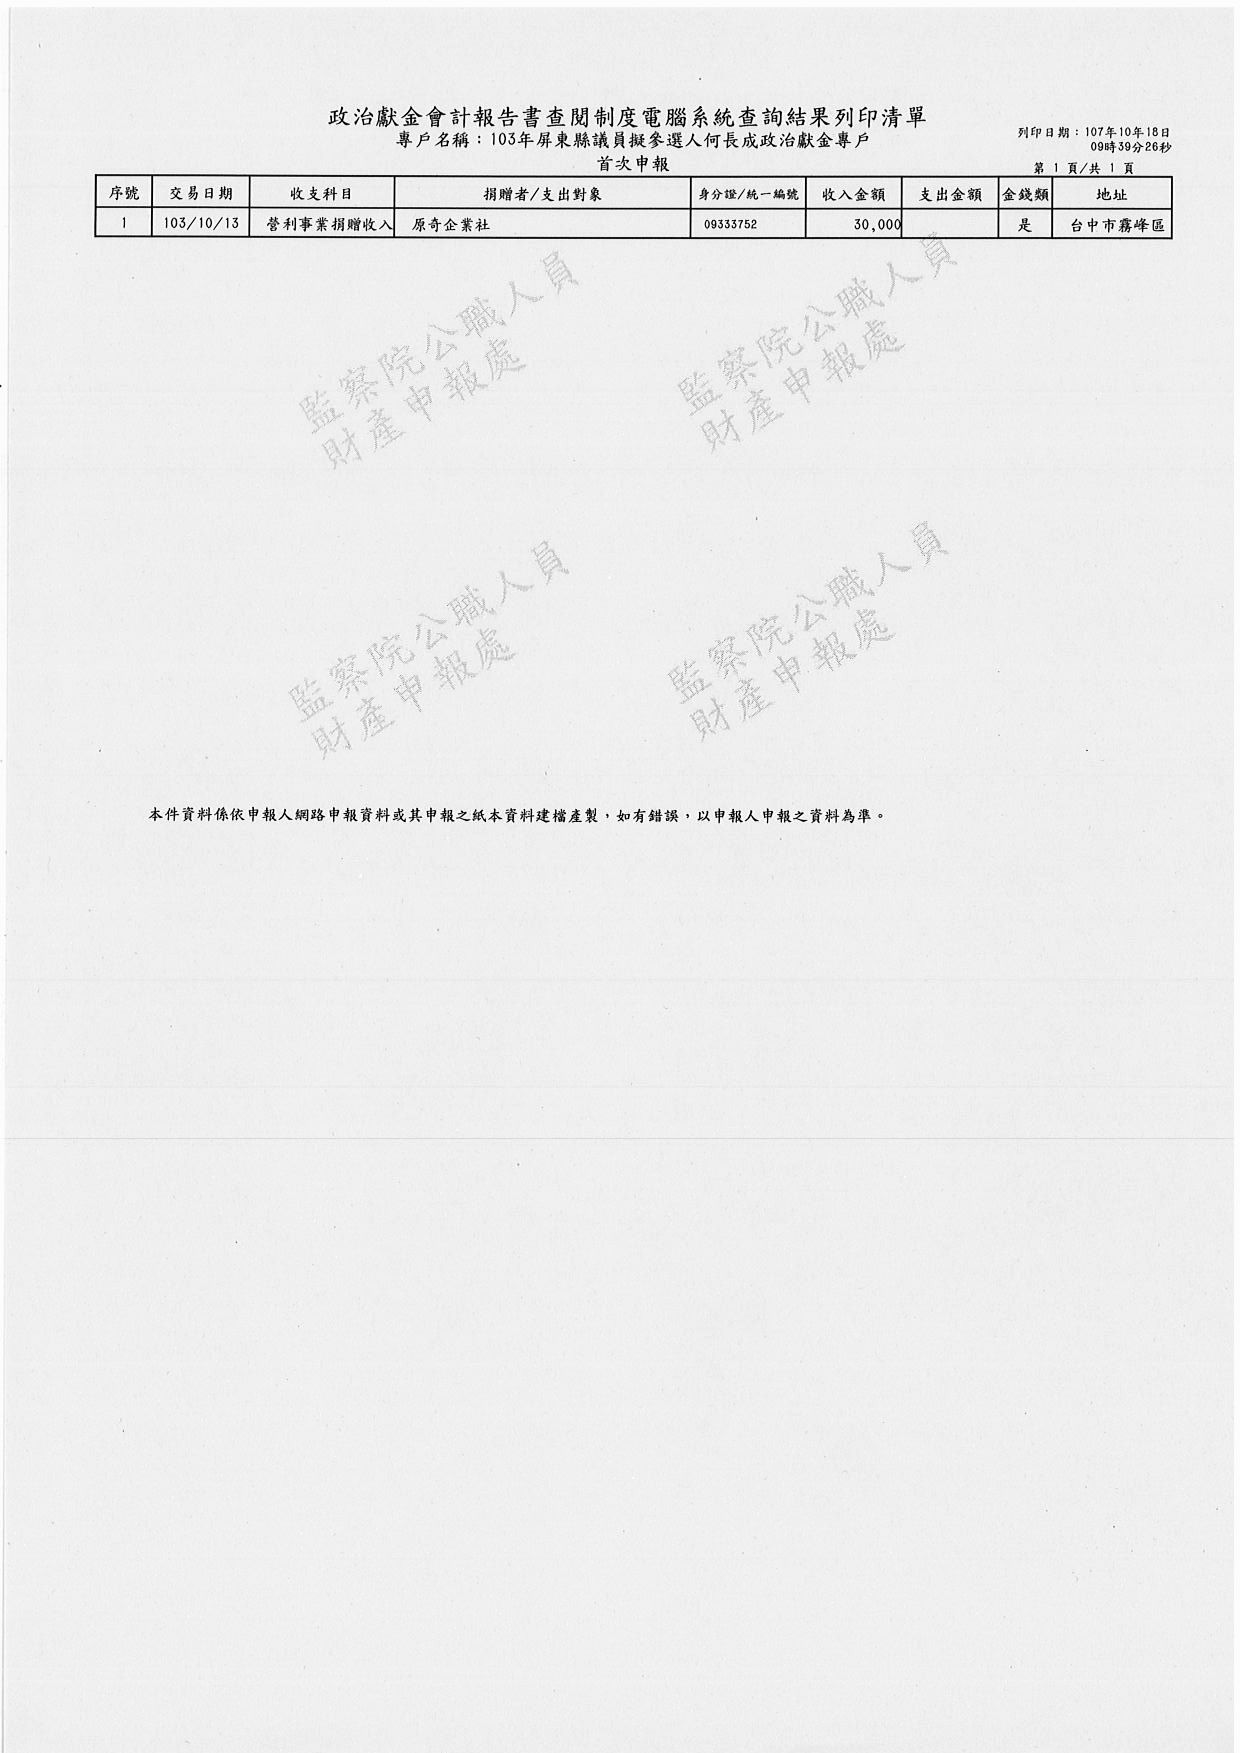 政治獻金會計報告書查閱制度電腦系統查詢結果列印清單
專戶名稱：103年屏東縣議員擬參選人何長成政治獻金專戶
首次申報
列印日期：107年10月18日
09時39分26秒
第 1 頁/共 1 頁
序號 交易日期 收支科目 捐贈者/支出對象 身分證/統一編號 收入金額 支出金額 金錢類 地址
1 103/10/13 營利事業捐贈收入 原奇企業社 09333752 30,000 是 台中市霧峰區
監察院公職人員
財產申報處
監察院公職人員
財產申報處
監察院公職人員
財產申報處
監察院公職人員
財產申報處
本件資料係依申報人網路申報資料或其申報之紙本資料建檔產製，如有錯誤，以申報人申報之資料為準。